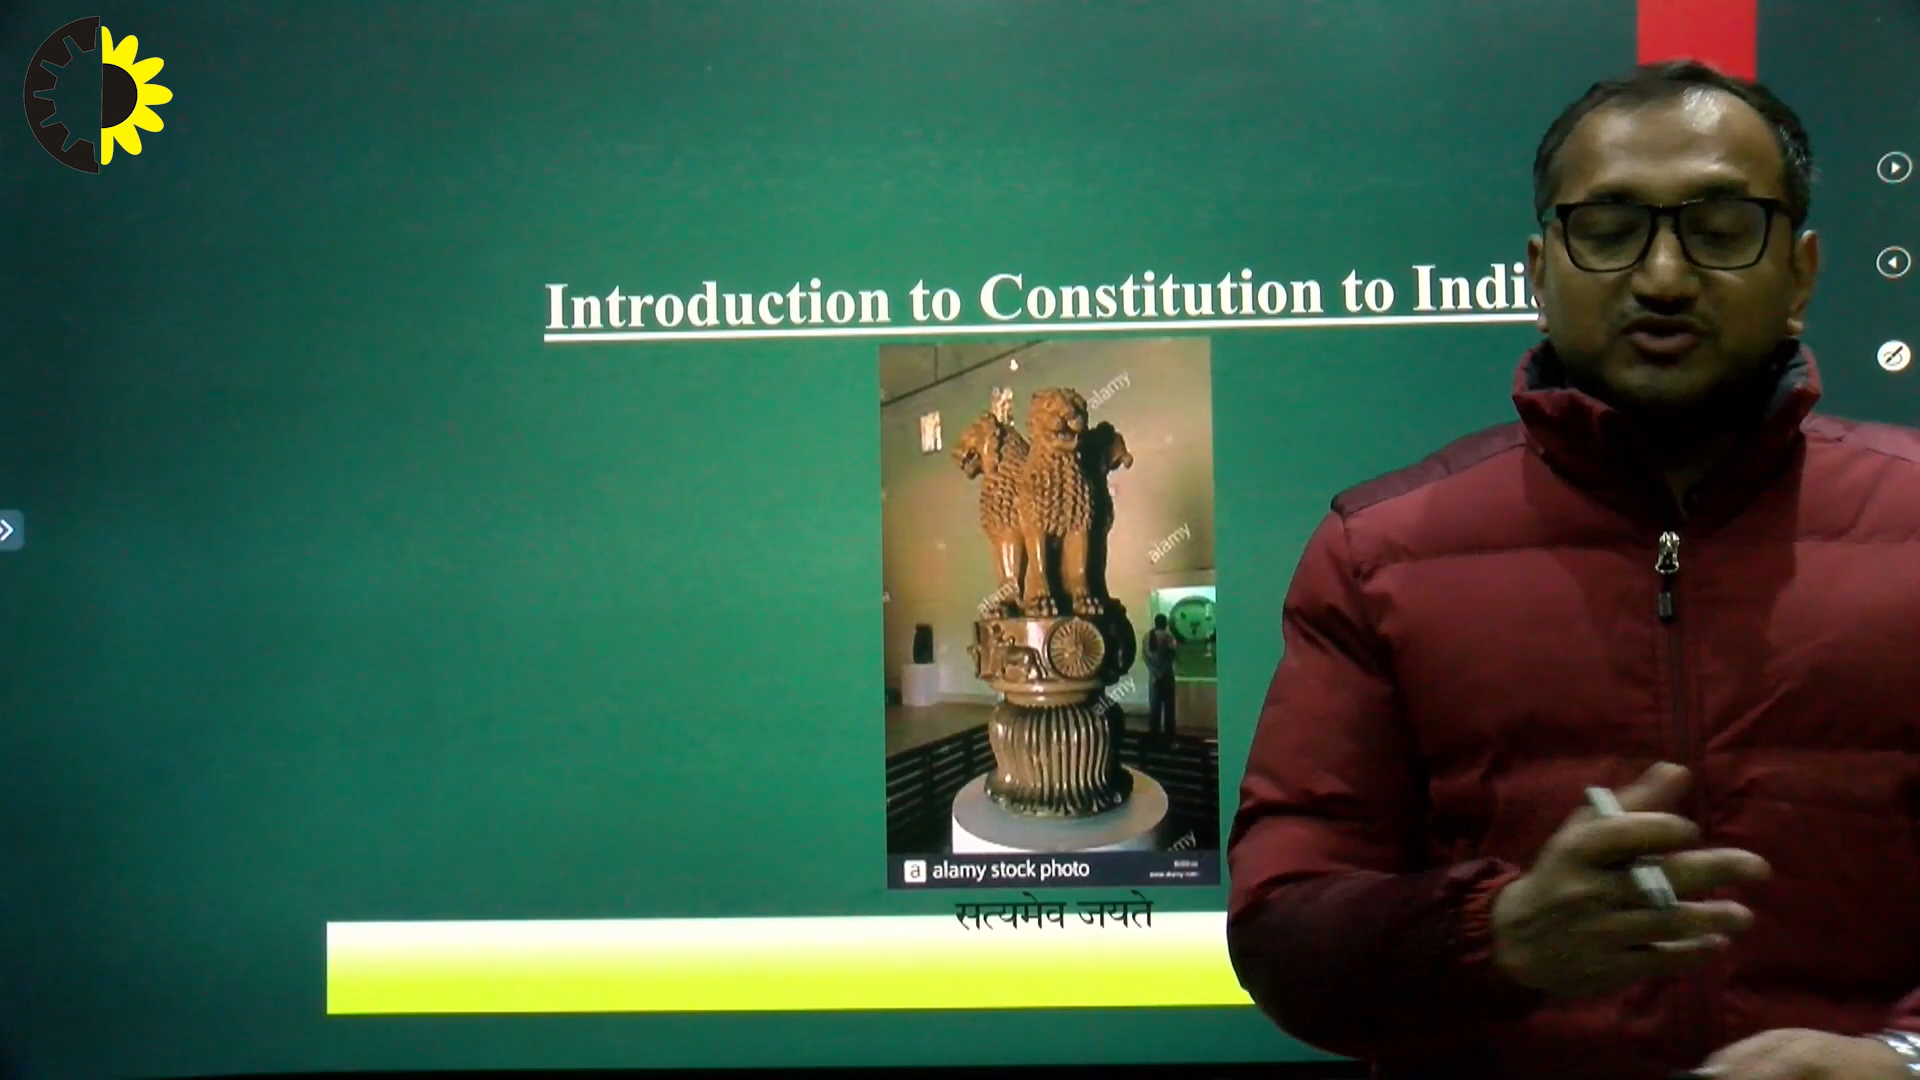 Introduction to Constitution to Indi
alamy
alamy
alamy
alamy
a alamy stock photo
सत्यमेव जयते